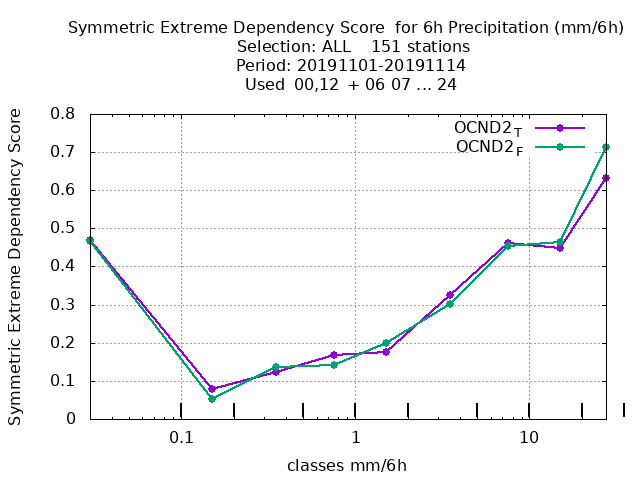 Symmetric Extreme Dependency Score  for 6h Precipitation (mm/6h)
Selection: ALL    151 stations
Period: 20191101-20191114
Used  00,12  + 06 07 ... 24
OCND2T
OCND2F
Symmetric Extreme Dependency Score
0.8
0.7
0.6
0.5
0.4
0.3
0.2
0.1
0
0.1
1
10
classes mm/6h